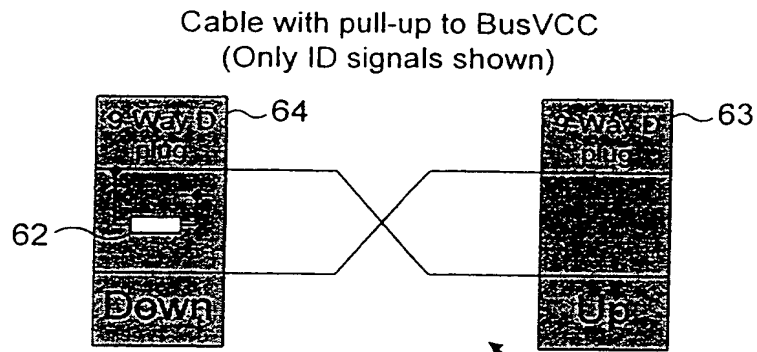 Cable with pull-up to BusVCC
(Only ID signals shown)
9-Way D
plug
64
9-Way D
plug
63
62
Down
Up